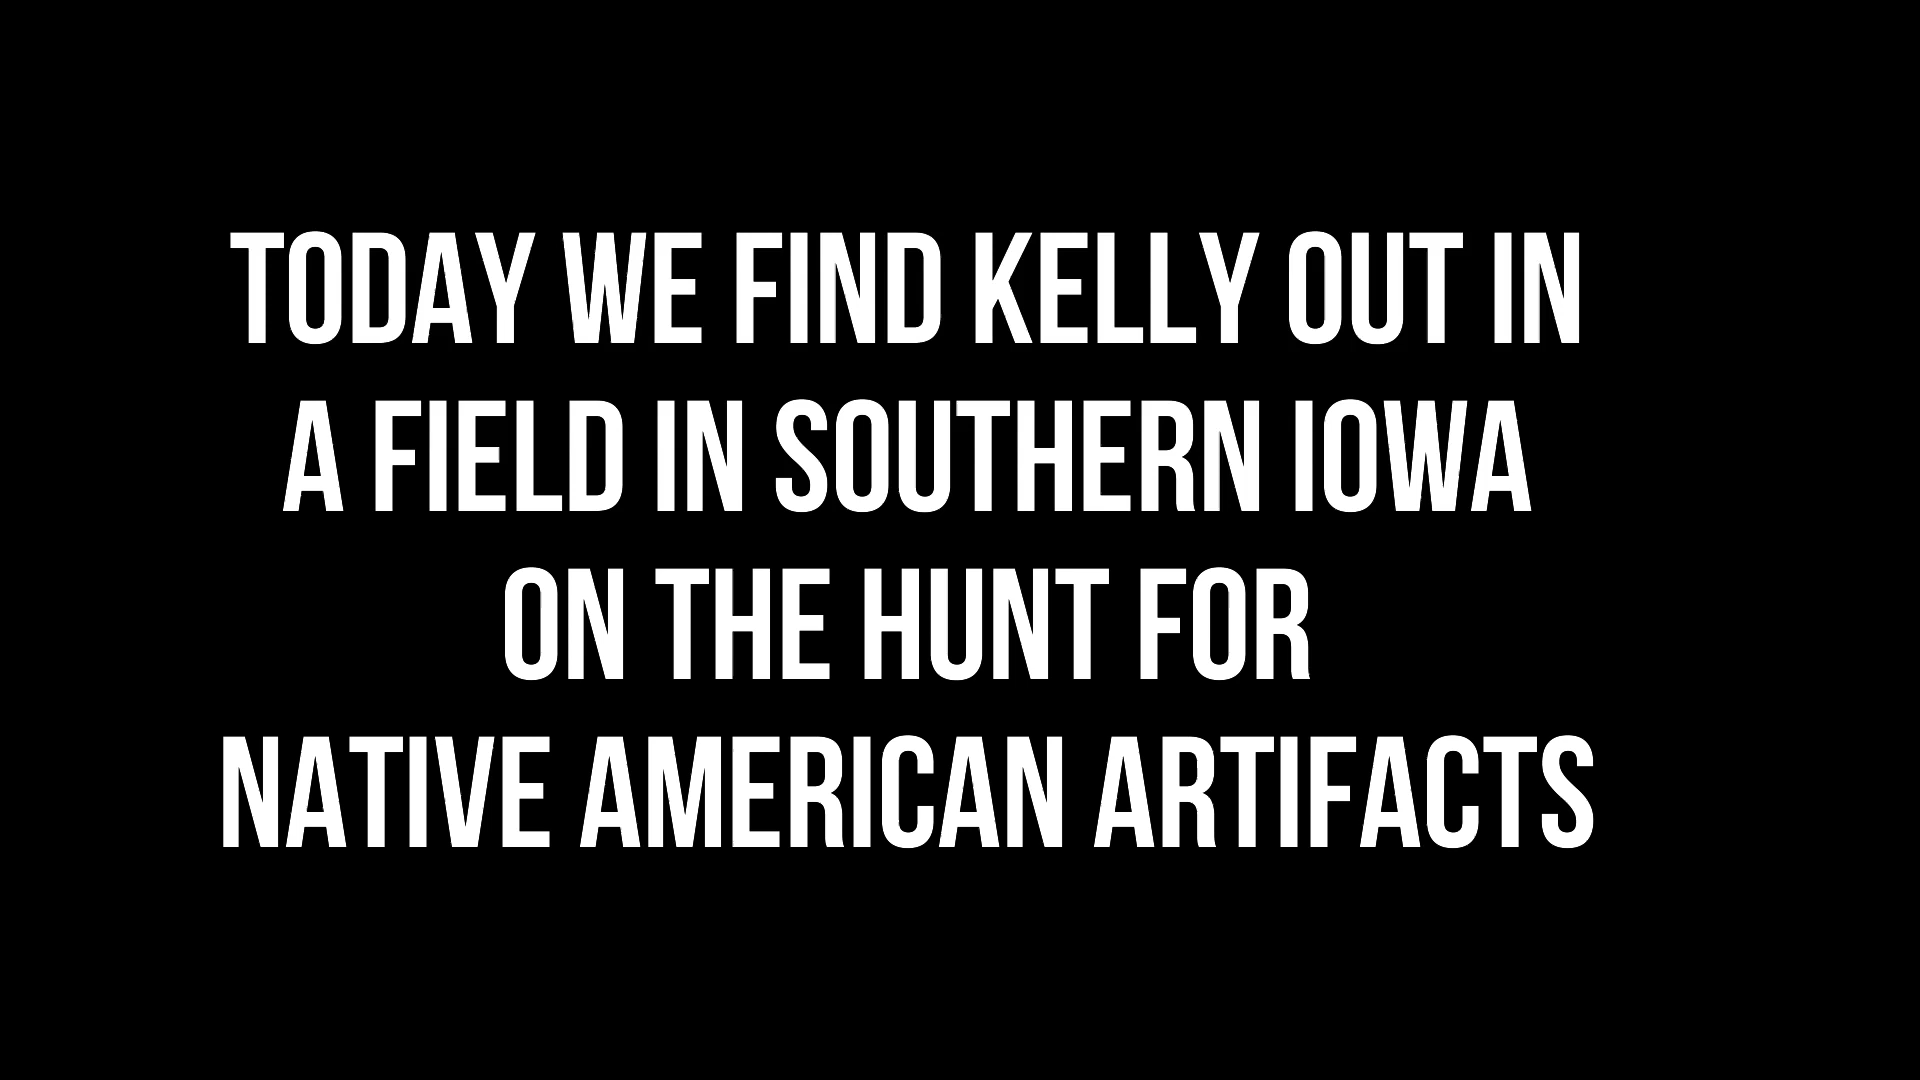 TODAY WE FIND KELLY OUT IN
A FIELD IN SOUTHERN IOWA
ON THE HUNT FOR
NATIVE AMERICAN ARTIFACTS